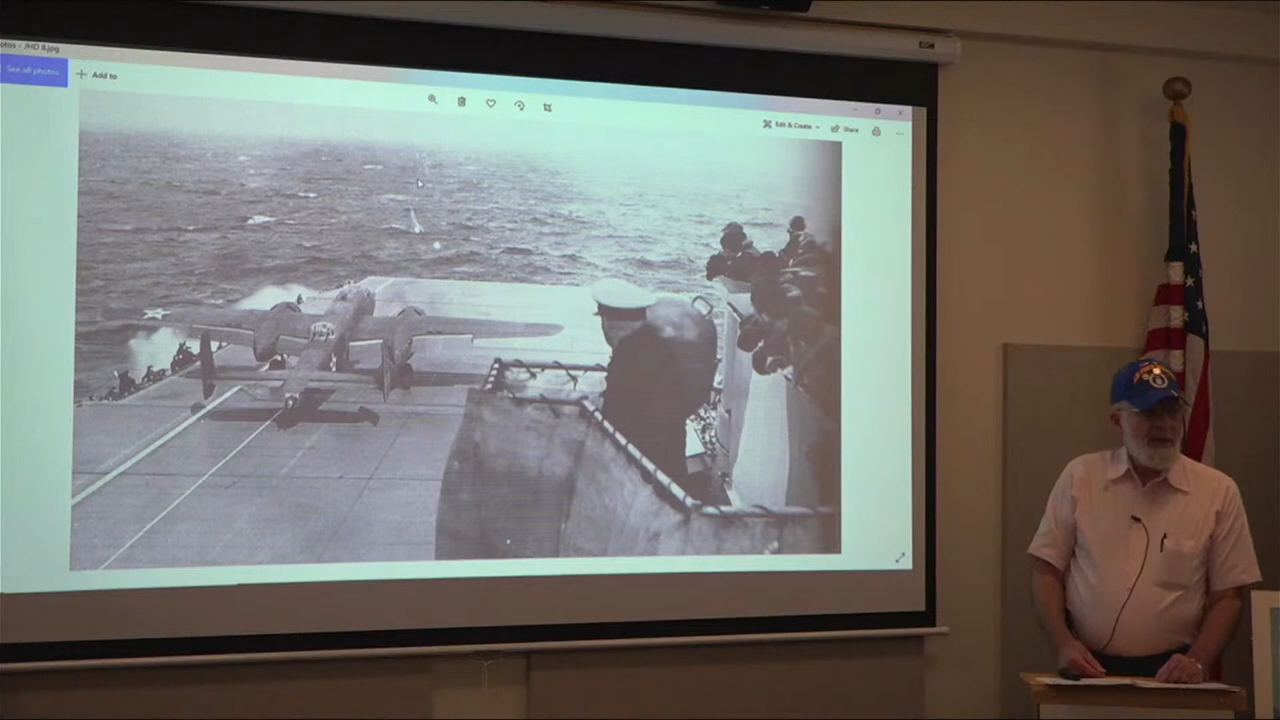 otos - JHD 8.jpg
See all photos
Add to
Edit & Create
Share